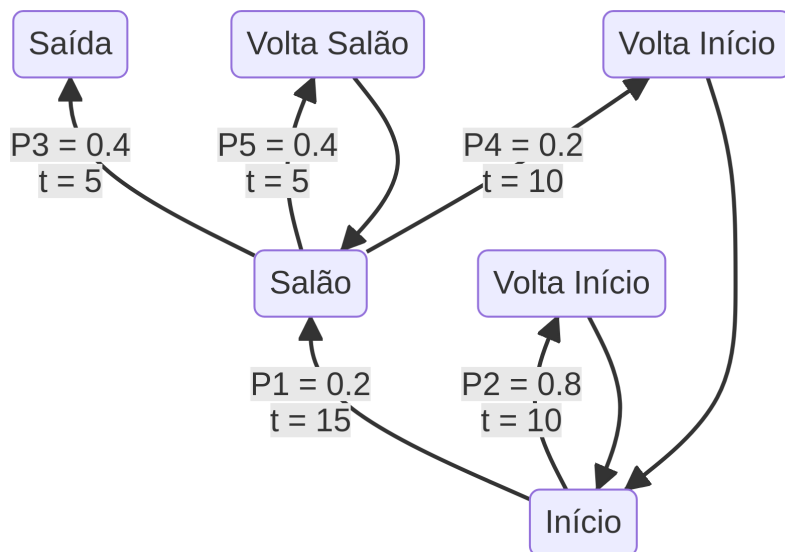 Saída
Volta Salão
Volta Início
P3 = 0.4
t = 5
P5 = 0.4
t = 5
P4 = 0.2
t = 10
Salão
Volta Início
P1 = 0.2
t = 15
P2 = 0.8
t = 10
Início